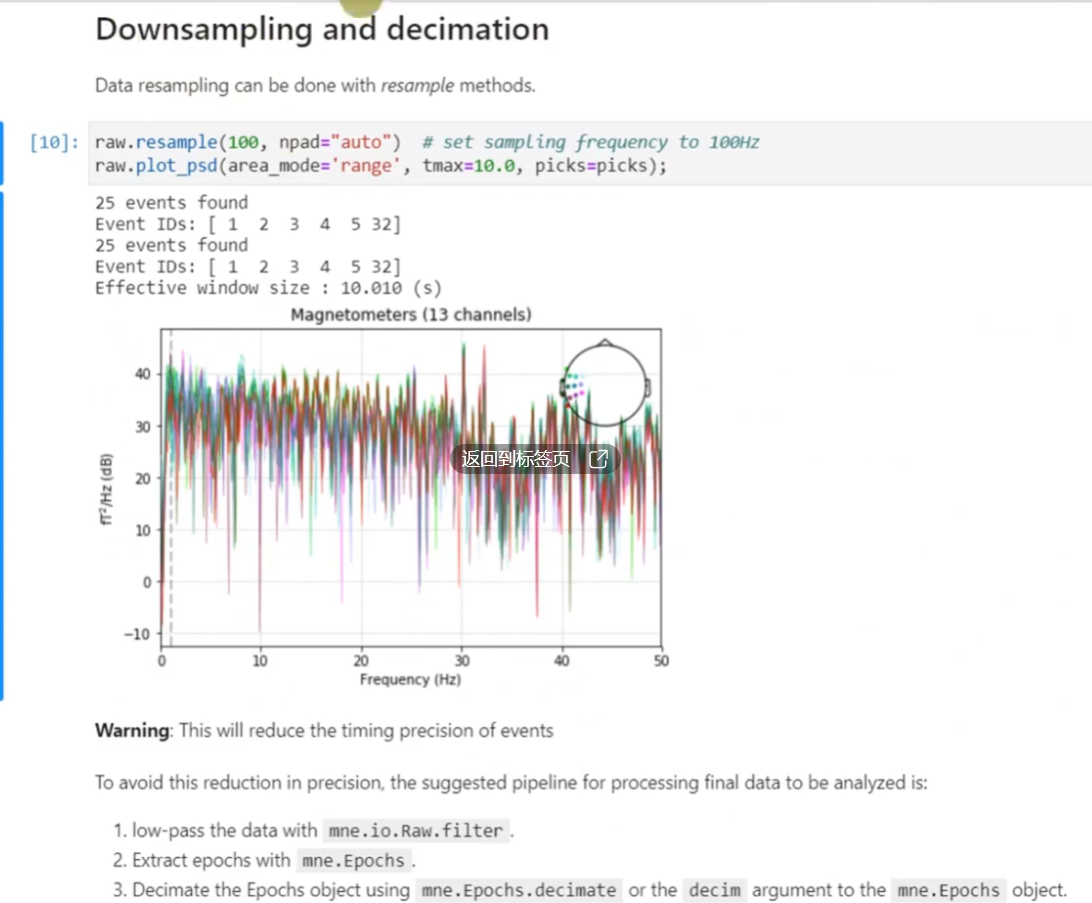 Downsampling and decimation
Data resampling can be done with resample methods.
[10]: raw.resample(100, npad="auto")  # set sampling frequency to 100Hz
raw.plot_psd(area_mode='range', tmax=10.0, picks=picks);
25 events found
Event IDs: [ 1  2  3  4  5 32]
25 events found
Event IDs: [ 1  2  3  4  5 32]
Effective window size : 10.010 (s)
Magnetometers (13 channels)
40
30
返回到标签页
20
fT²/Hz (dB)
10
0
−10
0 10 20 30 40 50
Frequency (Hz)
Warning: This will reduce the timing precision of events
To avoid this reduction in precision, the suggested pipeline for processing final data to be analyzed is:
1. low-pass the data with mne.io.Raw.filter .
2. Extract epochs with mne.Epochs .
3. Decimate the Epochs object using mne.Epochs.decimate or the decim argument to the mne.Epochs object.